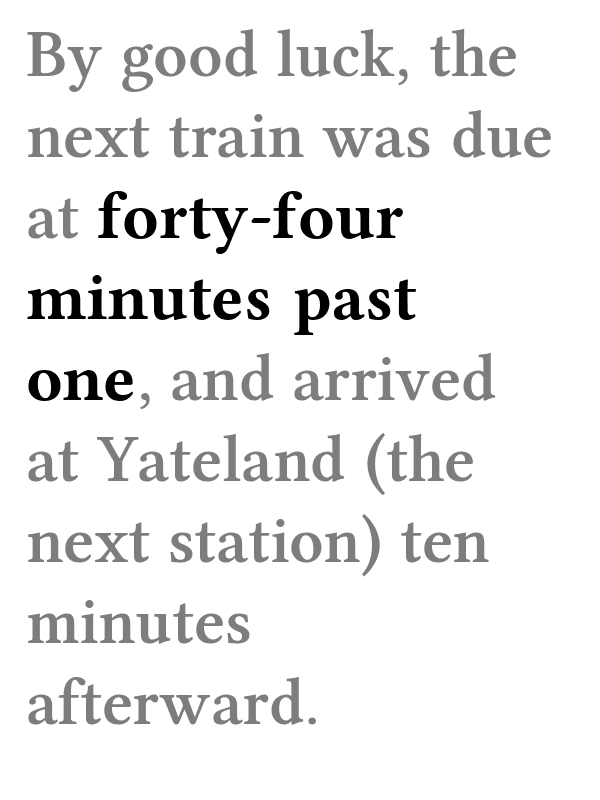 By good luck, the
next train was due
at forty-four
minutes past
one, and arrived
at Yateland (the
next station) ten
minutes
afterward.